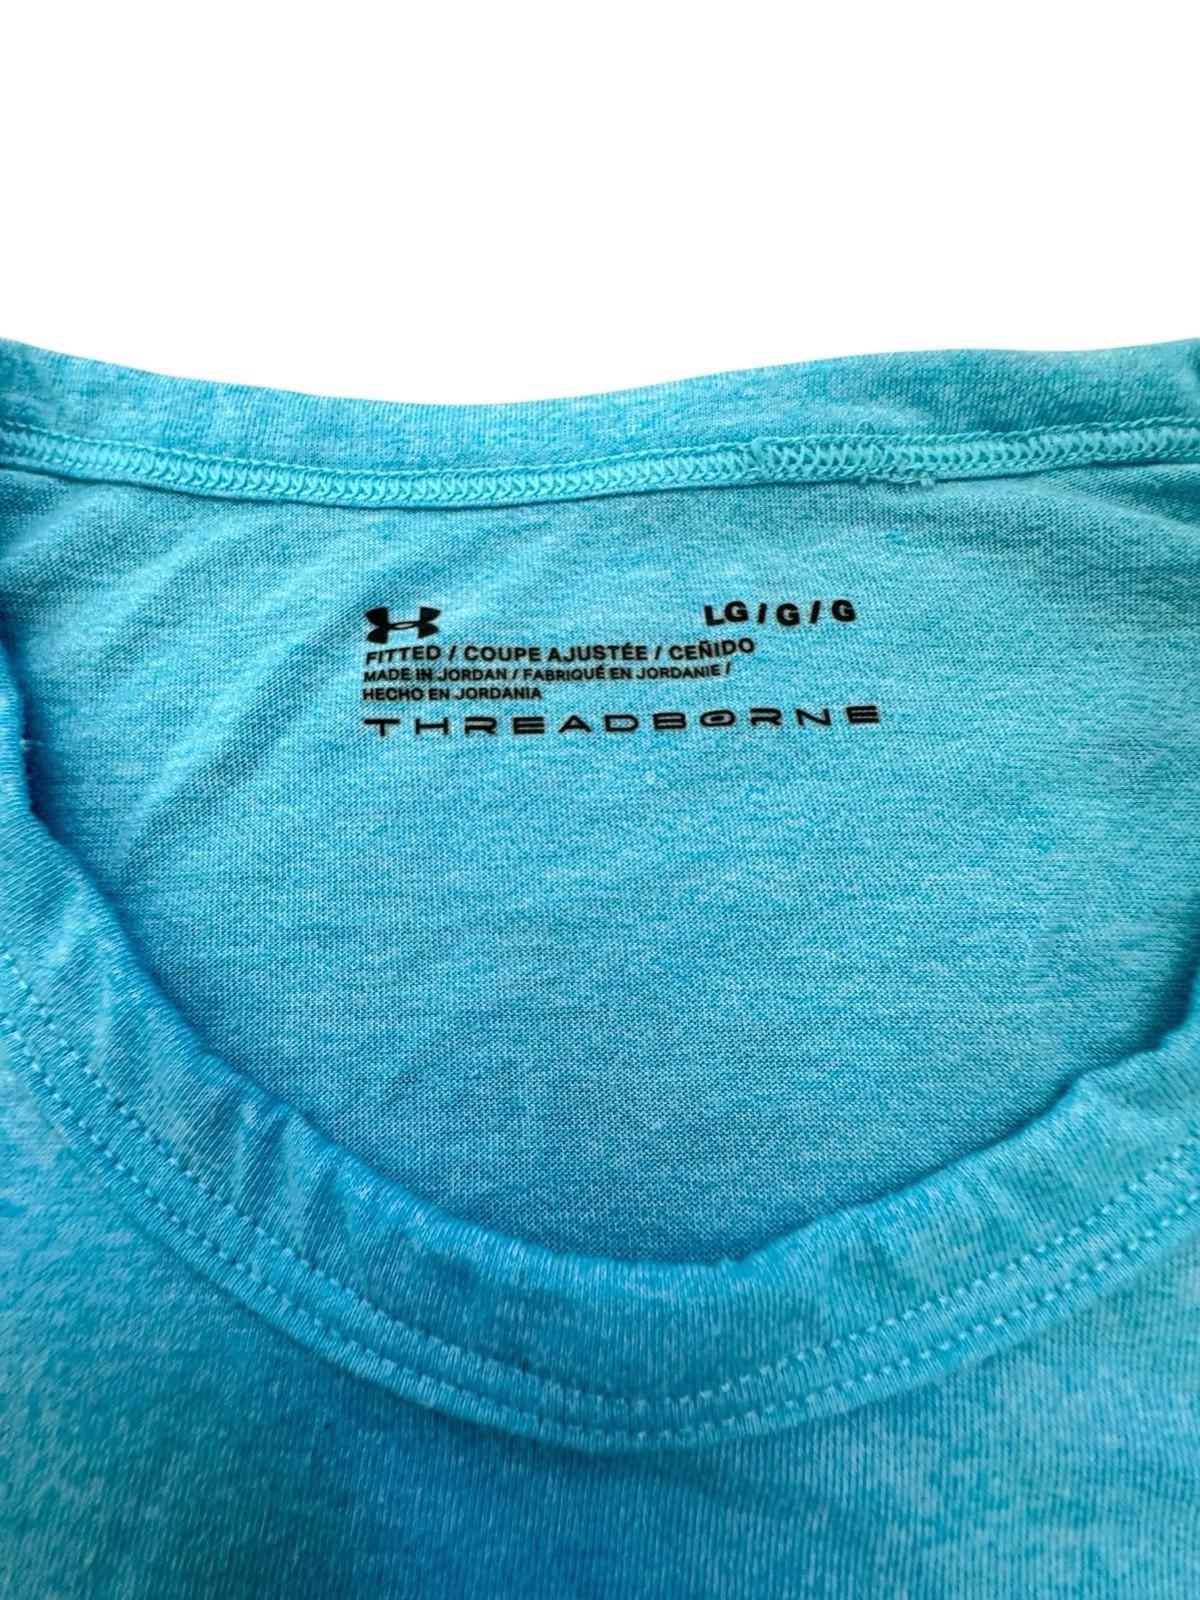 LG / G / G
FITTED / COUPE AJUSTÉE / CEÑIDO
MADE IN JORDAN / FABRIQUÉ EN JORDANIE /
HECHO EN JORDANIA
THREADBORNE